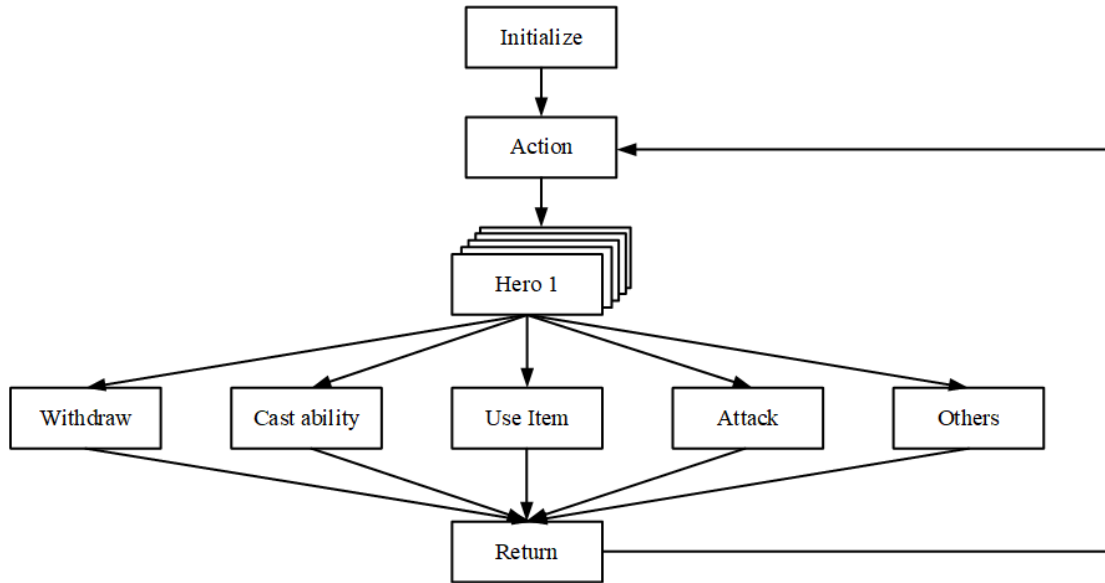 Initialize
Action
Hero 1
Withdraw
Cast ability
Use Item
Attack
Others
Return